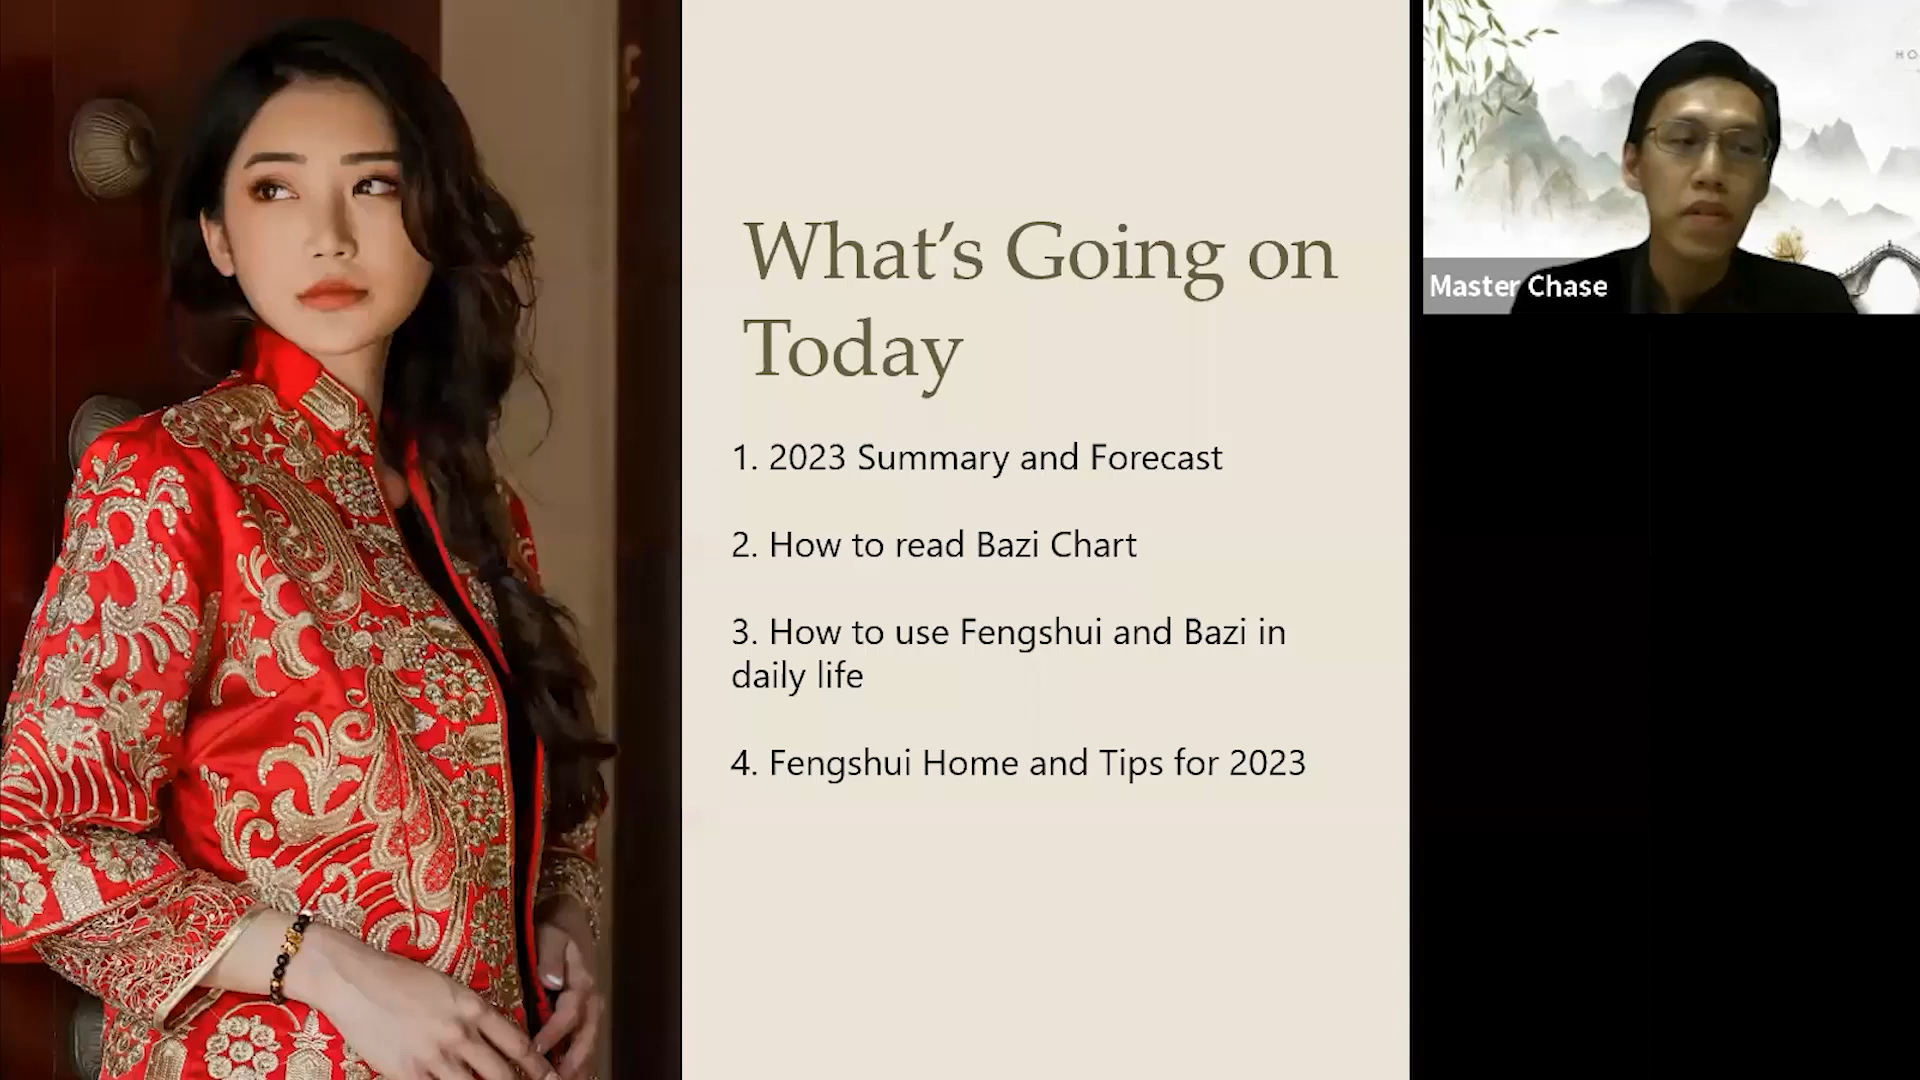 What's Going on
Today
1. 2023 Summary and Forecast
2. How to read Bazi Chart
3. How to use Fengshui and Bazi in
daily life
4. Fengshui Home and Tips for 2023
HO
Master Chase